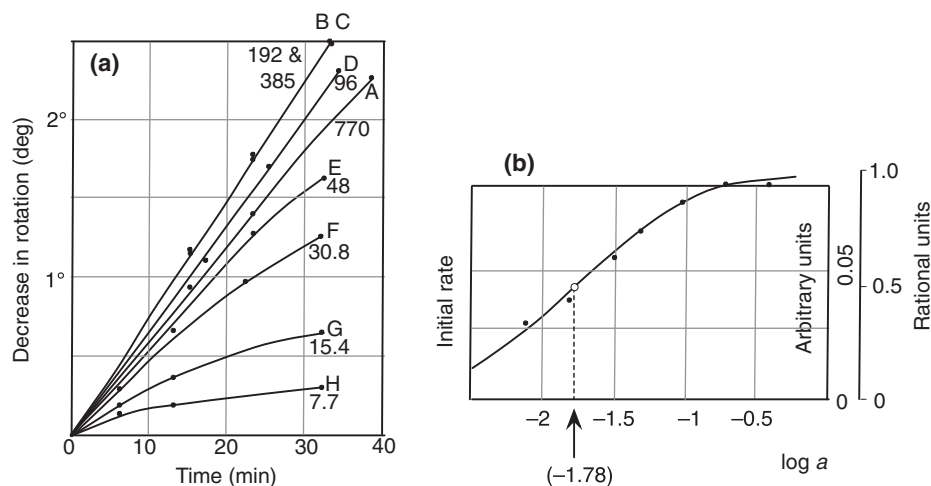 (a)
B C
192 &
385
D
96
A
770
E
48
F
30.8
G
15.4
H
7.7
2°
1°
Decrease in rotation (deg)
0 10 20 30 40
Time (min)
(b)
Initial rate
Arbitrary units
0.05
0
1.0
0.5
0
Rational units
–2 –1.5 –1 –0.5
(–1.78)
log a